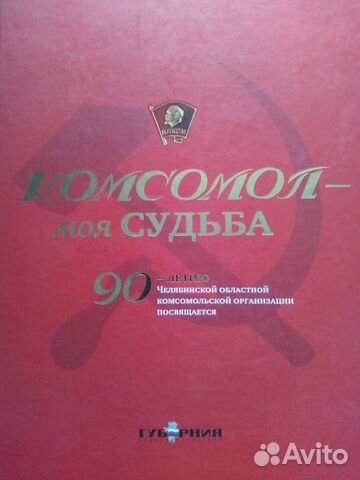 ВЛКСМ
КОМСОМОЛ –
МОЯ СУДЬБА
90 – ЛЕТИЮ
ЧЕЛЯБИНСКОЙ ОБЛАСТНОЙ
КОМСОМОЛЬСКОЙ ОРГАНИЗАЦИИ
ПОСВЯЩАЕТСЯ
ГУБЕРНИЯ
Avito